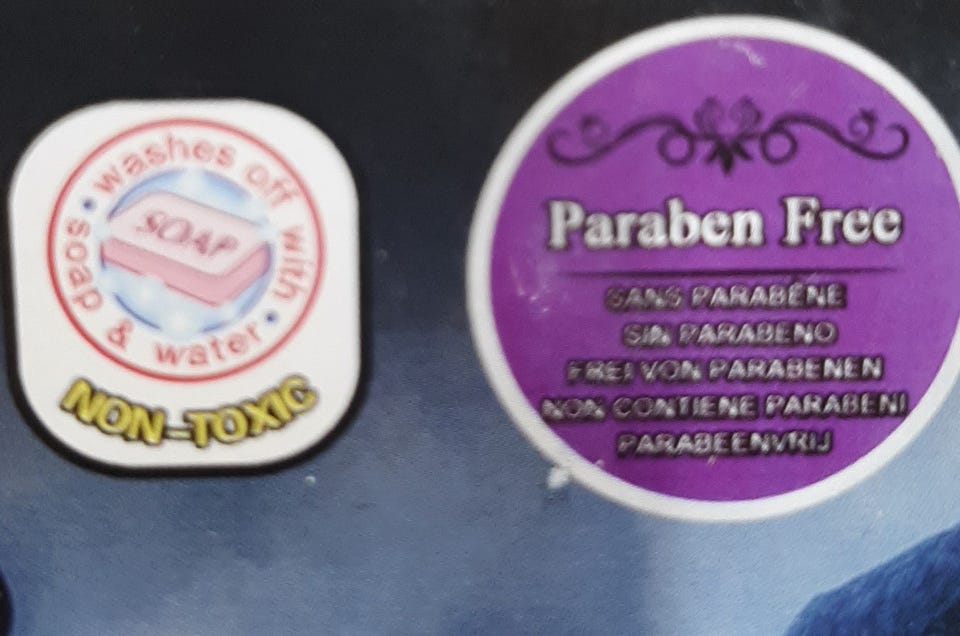 washes off with
soap & water
SOAP
NON-TOXIC
Paraben Free
SANS PARABÈNE
SIN PARABENO
FREI VON PARABENEN
NON CONTIENE PARABENI
PARABEENVRIJ